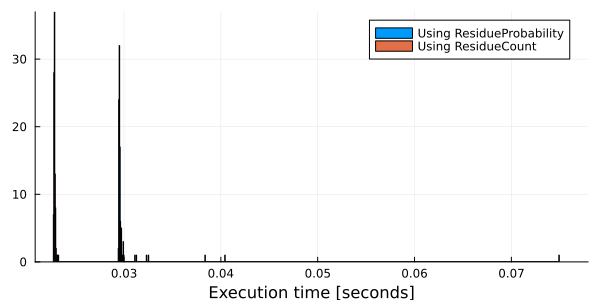 Using ResidueProbability
Using ResidueCount
30
20
10
0
0.03 0.04 0.05 0.06 0.07
Execution time [seconds]